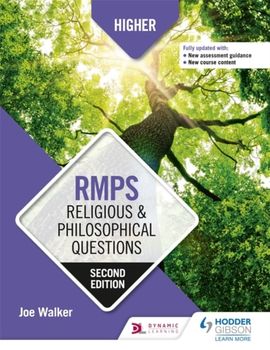 HIGHER
Fully updated with:
• New assessment guidance
• New course content
RMPS
RELIGIOUS &
PHILOSOPHICAL
QUESTIONS
SECOND
EDITION
Joe Walker
DYNAMIC
LEARNING
HODDER
GIBSON
LEARN MORE